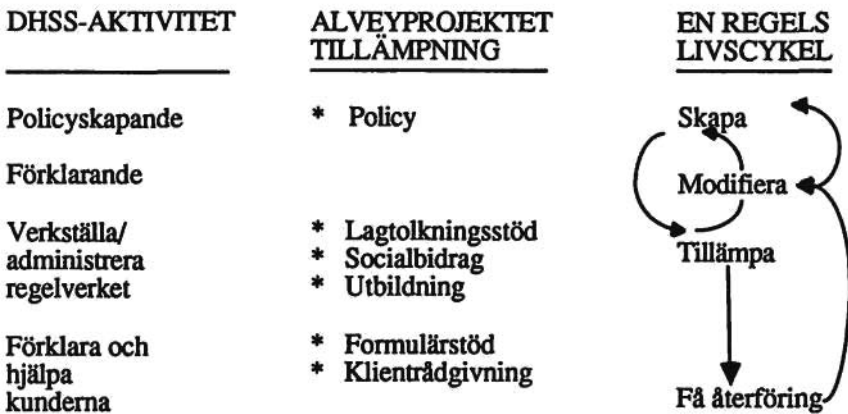 DHSS-AKTIVITET
ALVEYPROJEKTET
TILLÄMPNING
EN REGELS
LIVSCYKEL
Policyskapande
* Policy
Skapa
Förklarande
Modifiera
Verkställa/
administrera
regelverket
* Lagtolkningsstöd
* Socialbidrag
* Utbildning
Tillämpa
Förklara och
hjälpa
kunderna
* Formulärstöd
* Klientrådgivning
Få återföring